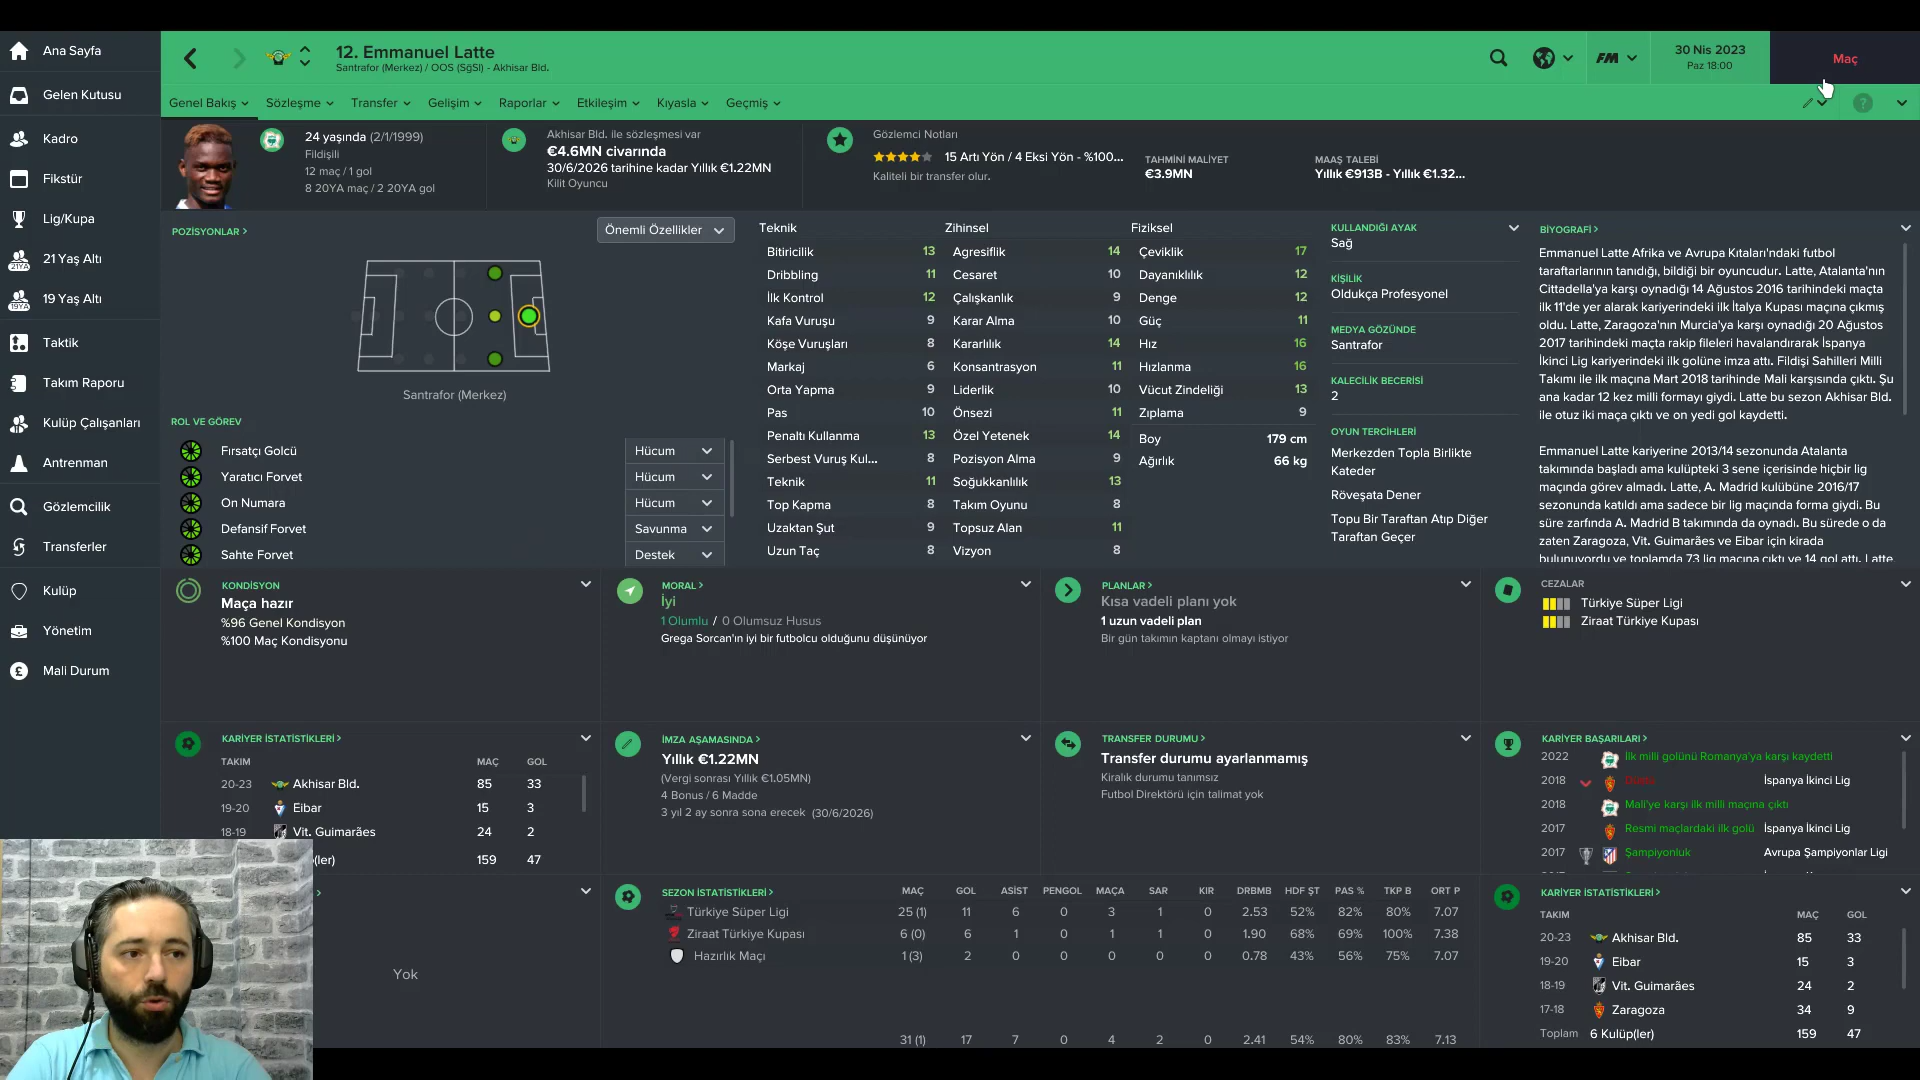 Ana Sayfa
Gelen Kutusu
Kadro
Fikstür
Lig/Kupa
21 Yaş Altı
21YA
19 Yaş Altı
19YA
Taktik
Takım Raporu
Kulüp Çalışanları
Antrenman
Gözlemcilik
Transferler
Kulüp
Yönetim
Mali Durum
12. Emmanuel Latte
Santrafor (Merkez) / OOS (SğSl) - Akhisar Bld.
FM
30 Nis 2023
Paz 18:00
Maç
Genel Bakış
Sözleşme
Transfer
Gelişim
Raporlar
Etkileşim
Kıyasla
Geçmiş
?
24 yaşında (2/1/1999)
Fildişili
12 maç / 1 gol
8 20YA maç / 2 20YA gol
Akhisar Bld. ile sözleşmesi var
€4.6MN civarında
30/6/2026 tarihine kadar Yıllık €1.22MN
Kilit Oyuncu
Gözlemci Notları
15 Artı Yön / 4 Eksi Yön - %100...
Kaliteli bir transfer olur.
TAHMİNİ MALİYET
€3.9MN
MAAŞ TALEBİ
Yıllık €913B - Yıllık €1.32...
POZİSYONLAR >
Önemli Özellikler
Santrafor (Merkez)
ROL VE GÖREV
Fırsatçı Golcü Hücum
Yaratıcı Forvet Hücum
On Numara Hücum
Defansif Forvet Savunma
Sahte Forvet Destek
Teknik
Bitiricilik 13
Dribbling 11
İlk Kontrol 12
Kafa Vuruşu 9
Köşe Vuruşları 8
Markaj 6
Orta Yapma 9
Pas 10
Penaltı Kullanma 13
Serbest Vuruş Kul... 8
Teknik 11
Top Kapma 8
Uzaktan Şut 9
Uzun Taç 8
Zihinsel
Agresiflik 14
Cesaret 10
Çalışkanlık 9
Karar Alma 10
Kararlılık 14
Konsantrasyon 11
Liderlik 10
Önsezi 11
Özel Yetenek 14
Pozisyon Alma 9
Soğukkanlılık 13
Takım Oyunu 8
Topsuz Alan 11
Vizyon 8
Fiziksel
Çeviklik 17
Dayanıklılık 12
Denge 12
Güç 11
Hız 16
Hızlanma 16
Vücut Zindeliği 13
Zıplama 9
Boy 179 cm
Ağırlık 66 kg
KULLANDIĞI AYAK
Sağ
KİŞİLİK
Oldukça Profesyonel
MEDYA GÖZÜNDE
Santrafor
KALECİLİK BECERİSİ
2
OYUN TERCİHLERİ
Merkezden Topla Birlikte
Kateder
Röveşata Dener
Topu Bir Taraftan Atıp Diğer
Taraftan Geçer
BİYOGRAFİ >
Emmanuel Latte Afrika ve Avrupa Kıtaları'ndaki futbol
taraftarlarının tanıdığı, bildiği bir oyuncudur. Latte, Atalanta'nın
Cittadella'ya karşı oynadığı 14 Ağustos 2016 tarihindeki maçta
ilk 11'de yer alarak kariyerindeki ilk İtalya Kupası maçına çıkmış
oldu. Latte, Zaragoza'nın Murcia'ya karşı oynadığı 20 Ağustos
2017 tarihindeki maçta rakip fileleri havalandırarak İspanya
İkinci Lig kariyerindeki ilk golüne imza attı. Fildişi Sahilleri Milli
Takımı ile ilk maçına Mart 2018 tarihinde Mali karşısında çıktı. Şu
ana kadar 12 kez milli formayı giydi. Latte bu sezon Akhisar Bld.
ile otuz iki maça çıktı ve on yedi gol kaydetti.
Emmanuel Latte kariyerine 2013/14 sezonunda Atalanta
takımında başladı ama kulüpteki 3 sene içerisinde hiçbir lig
maçında görev almadı. Latte, A. Madrid kulübüne 2016/17
sezonunda katıldı ama sadece bir lig maçında forma giydi. Bu
süre zarfında A. Madrid B takımında da oynadı. Bu sürede o da
zaten Zaragoza, Vit. Guimarães ve Eibar için kirada
bulunuyordu ve toplamda 73 lig maçına çıktı ve 14 gol attı. Latte
KONDİSYON
Maça hazır
%96 Genel Kondisyon
%100 Maç Kondisyonu
MORAL >
İyi
1 Olumlu / 0 Olumsuz Husus
Grega Sorcan'ın iyi bir futbolcu olduğunu düşünüyor
PLANLAR >
Kısa vadeli planı yok
1 uzun vadeli plan
Bir gün takımın kaptanı olmayı istiyor
CEZALAR
Türkiye Süper Ligi
Ziraat Türkiye Kupası
KARİYER İSTATİSTİKLERİ >
TAKIM MAÇ GOL
20-23 Akhisar Bld. 85 33
19-20 Eibar 15 3
18-19 Vit. Guimarães 24 2
(ler) 159 47
İMZA AŞAMASINDA >
Yıllık €1.22MN
(Vergi sonrası Yıllık €1.05MN)
4 Bonus / 6 Madde
3 yıl 2 ay sonra sona erecek (30/6/2026)
TRANSFER DURUMU >
Transfer durumu ayarlanmamış
Kiralık durumu tanımsız
Futbol Direktörü için talimat yok
KARİYER BAŞARILARI >
2022 İlk milli golünü Romanya'ya karşı kaydetti
2018 İspanya İkinci Lig
2018 Mali'ye karşı ilk milli maçına çıktı
2017 Resmi maçlardaki ilk golü İspanya İkinci Lig
2017 Şampiyonluk Avrupa Şampiyonlar Ligi
>
Yok
SEZON İSTATİSTİKLERİ > MAÇ GOL ASİST PENGOL MAÇA SAR KIR DRBMB HDF ŞT PAS % TKP B ORT P
Türkiye Süper Ligi 25 (1) 11 6 0 3 1 0 2.53 52% 82% 80% 7.07
Ziraat Türkiye Kupası 6 (0) 6 1 0 1 1 0 1.90 68% 69% 100% 7.38
Hazırlık Maçı 1 (3) 2 0 0 0 0 0 0.78 43% 56% 75% 7.07
31 (1) 17 7 0 4 2 0 2.41 54% 80% 83% 7.13
KARİYER İSTATİSTİKLERİ >
TAKIM MAÇ GOL
20-23 Akhisar Bld. 85 33
19-20 Eibar 15 3
18-19 Vit. Guimarães 24 2
17-18 Zaragoza 34 9
Toplam 6 Kulüp(ler) 159 47